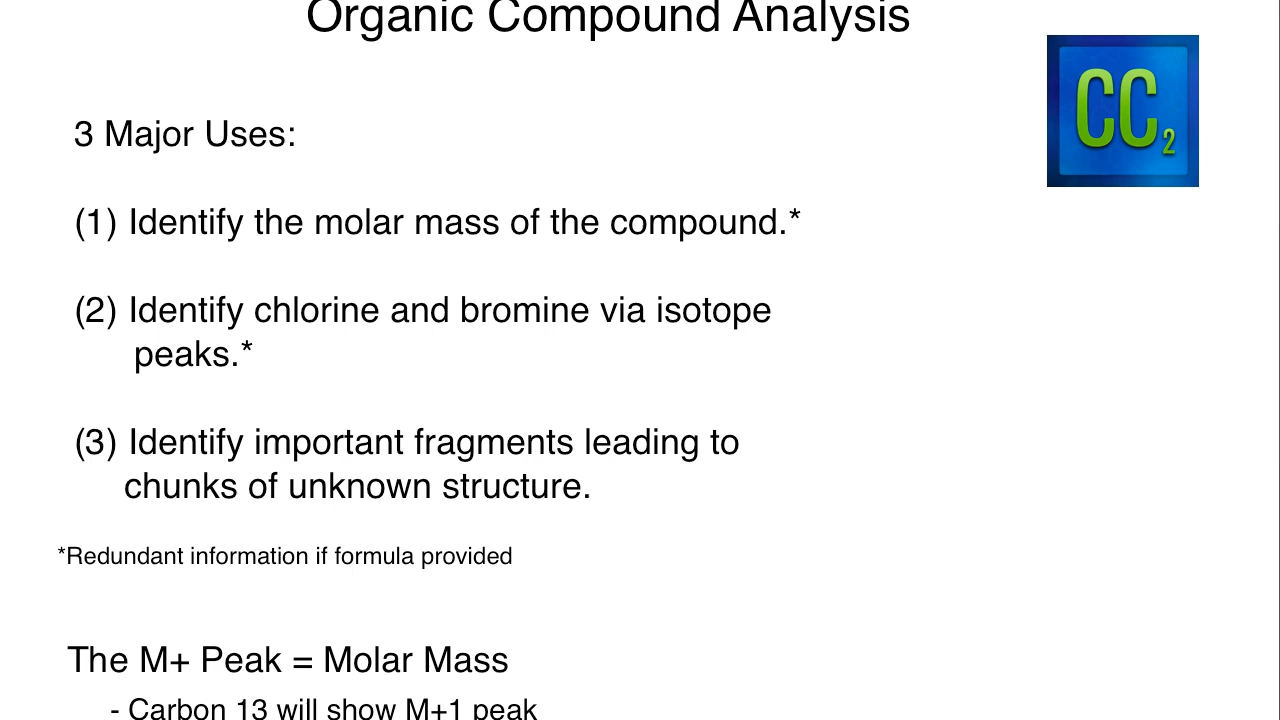 Organic Compound Analysis
CC2
3 Major Uses:
(1) Identify the molar mass of the compound.*
(2) Identify chlorine and bromine via isotope
peaks.*
(3) Identify important fragments leading to
chunks of unknown structure.
*Redundant information if formula provided
The M+ Peak = Molar Mass
- Carbon 13 will show M+1 peak